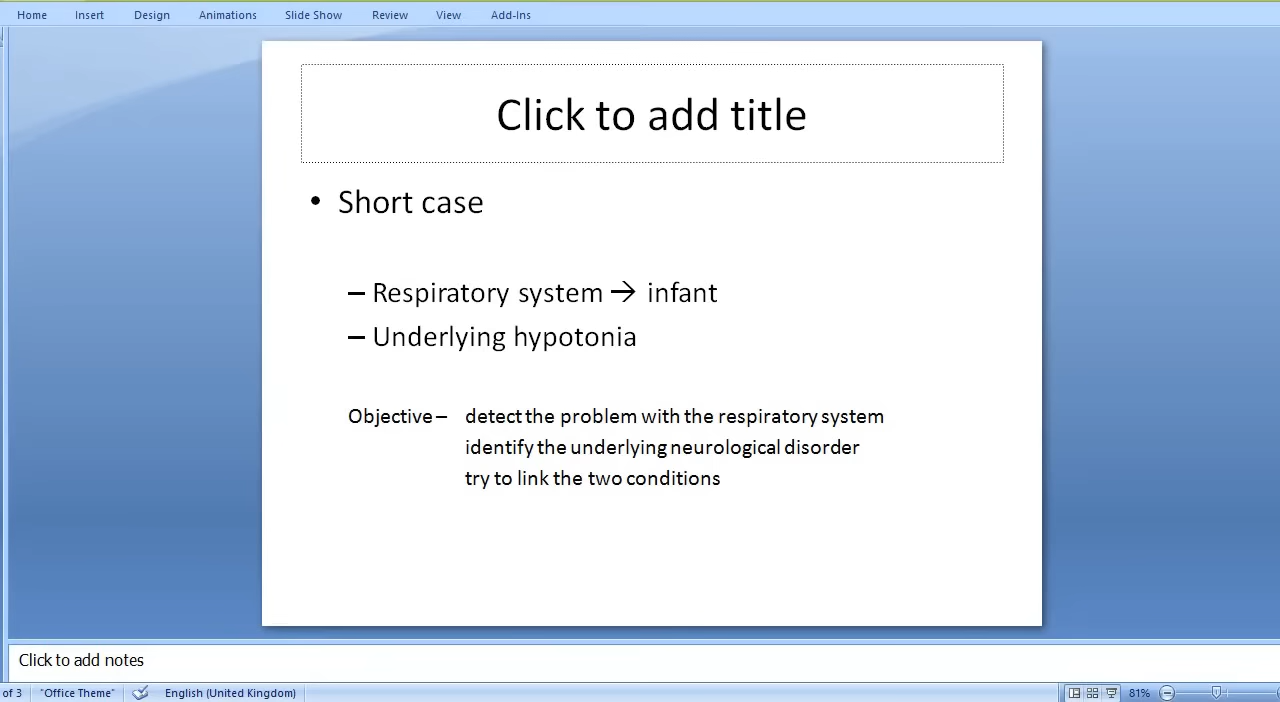 Home Insert Design Animations Slide Show Review View Add-Ins
Click to add title
• Short case
– Respiratory system → infant
– Underlying hypotonia
Objective – detect the problem with the respiratory system
identify the underlying neurological disorder
try to link the two conditions
Click to add notes
of 3 "Office Theme" English (United Kingdom) 81%